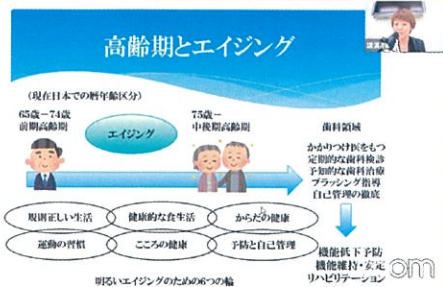 高齢期とエイジング
(現在日本での暦年齢区分)
65歳-74歳
前期高齢期
エイジング
75歳-
中後期高齢期
歯科領域
かかりつけ医をもつ
定期的な歯科検診
予知的な歯科治療
ブラッシング指導
自己管理の徹底
規則正しい生活
健康的な食生活
からだの健康
運動の習慣
こころの健康
予防と自己管理
機能低下予防
機能維持・安定
リハビリテーション
明るいエイジングのための6つの輪
om